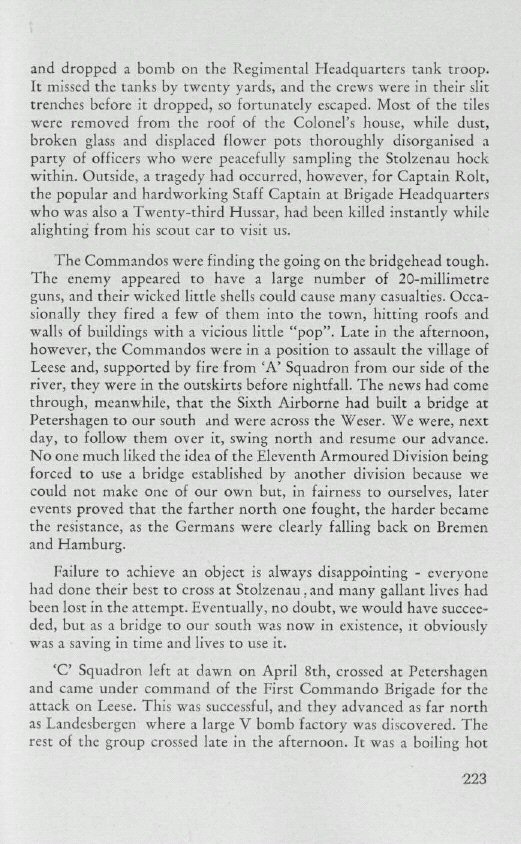 and dropped a bomb on the Regimental Headquarters tank troop.
It missed the tanks by twenty yards, and the crews were in their slit
trenches before it dropped, so fortunately escaped. Most of the tiles
were removed from the roof of the Colonel's house, while dust,
broken glass and displaced flower pots thoroughly disorganised a
party of officers who were peacefully sampling the Stolzenau hock
within. Outside, a tragedy had occurred, however, for Captain Rolt,
the popular and hardworking Staff Captain at Brigade Headquarters
who was also a Twenty-third Hussar, had been killed instantly while
alighting from his scout car to visit us.
The Commandos were finding the going on the bridgehead tough.
The enemy appeared to have a large number of 20-millimetre
guns, and their wicked little shells could cause many casualties. Occa-
sionally they fired a few of them into the town, hitting roofs and
walls of buildings with a vicious little "pop". Late in the afternoon,
however, the Commandos were in a position to assault the village of
Leese and, supported by fire from 'A' Squadron from our side of the
river, they were in the outskirts before nightfall. The news had come
through, meanwhile, that the Sixth Airborne had built a bridge at
Petershagen to our south and were across the Weser. We were, next
day, to follow them over it, swing north and resume our advance.
No one much liked the idea of the Eleventh Armoured Division being
forced to use a bridge established by another division because we
could not make one of our own but, in fairness to ourselves, later
events proved that the farther north one fought, the harder became
the resistance, as the Germans were clearly falling back on Bremen
and Hamburg.
Failure to achieve an object is always disappointing - everyone
had done their best to cross at Stolzenau, and many gallant lives had
been lost in the attempt. Eventually, no doubt, we would have succee-
ded, but as a bridge to our south was now in existence, it obviously
was a saving in time and lives to use it.
'C' Squadron left at dawn on April 8th, crossed at Petershagen
and came under command of the First Commando Brigade for the
attack on Leese. This was successful, and they advanced as far north
as Landesbergen where a large V bomb factory was discovered. The
rest of the group crossed late in the afternoon. It was a boiling hot
223